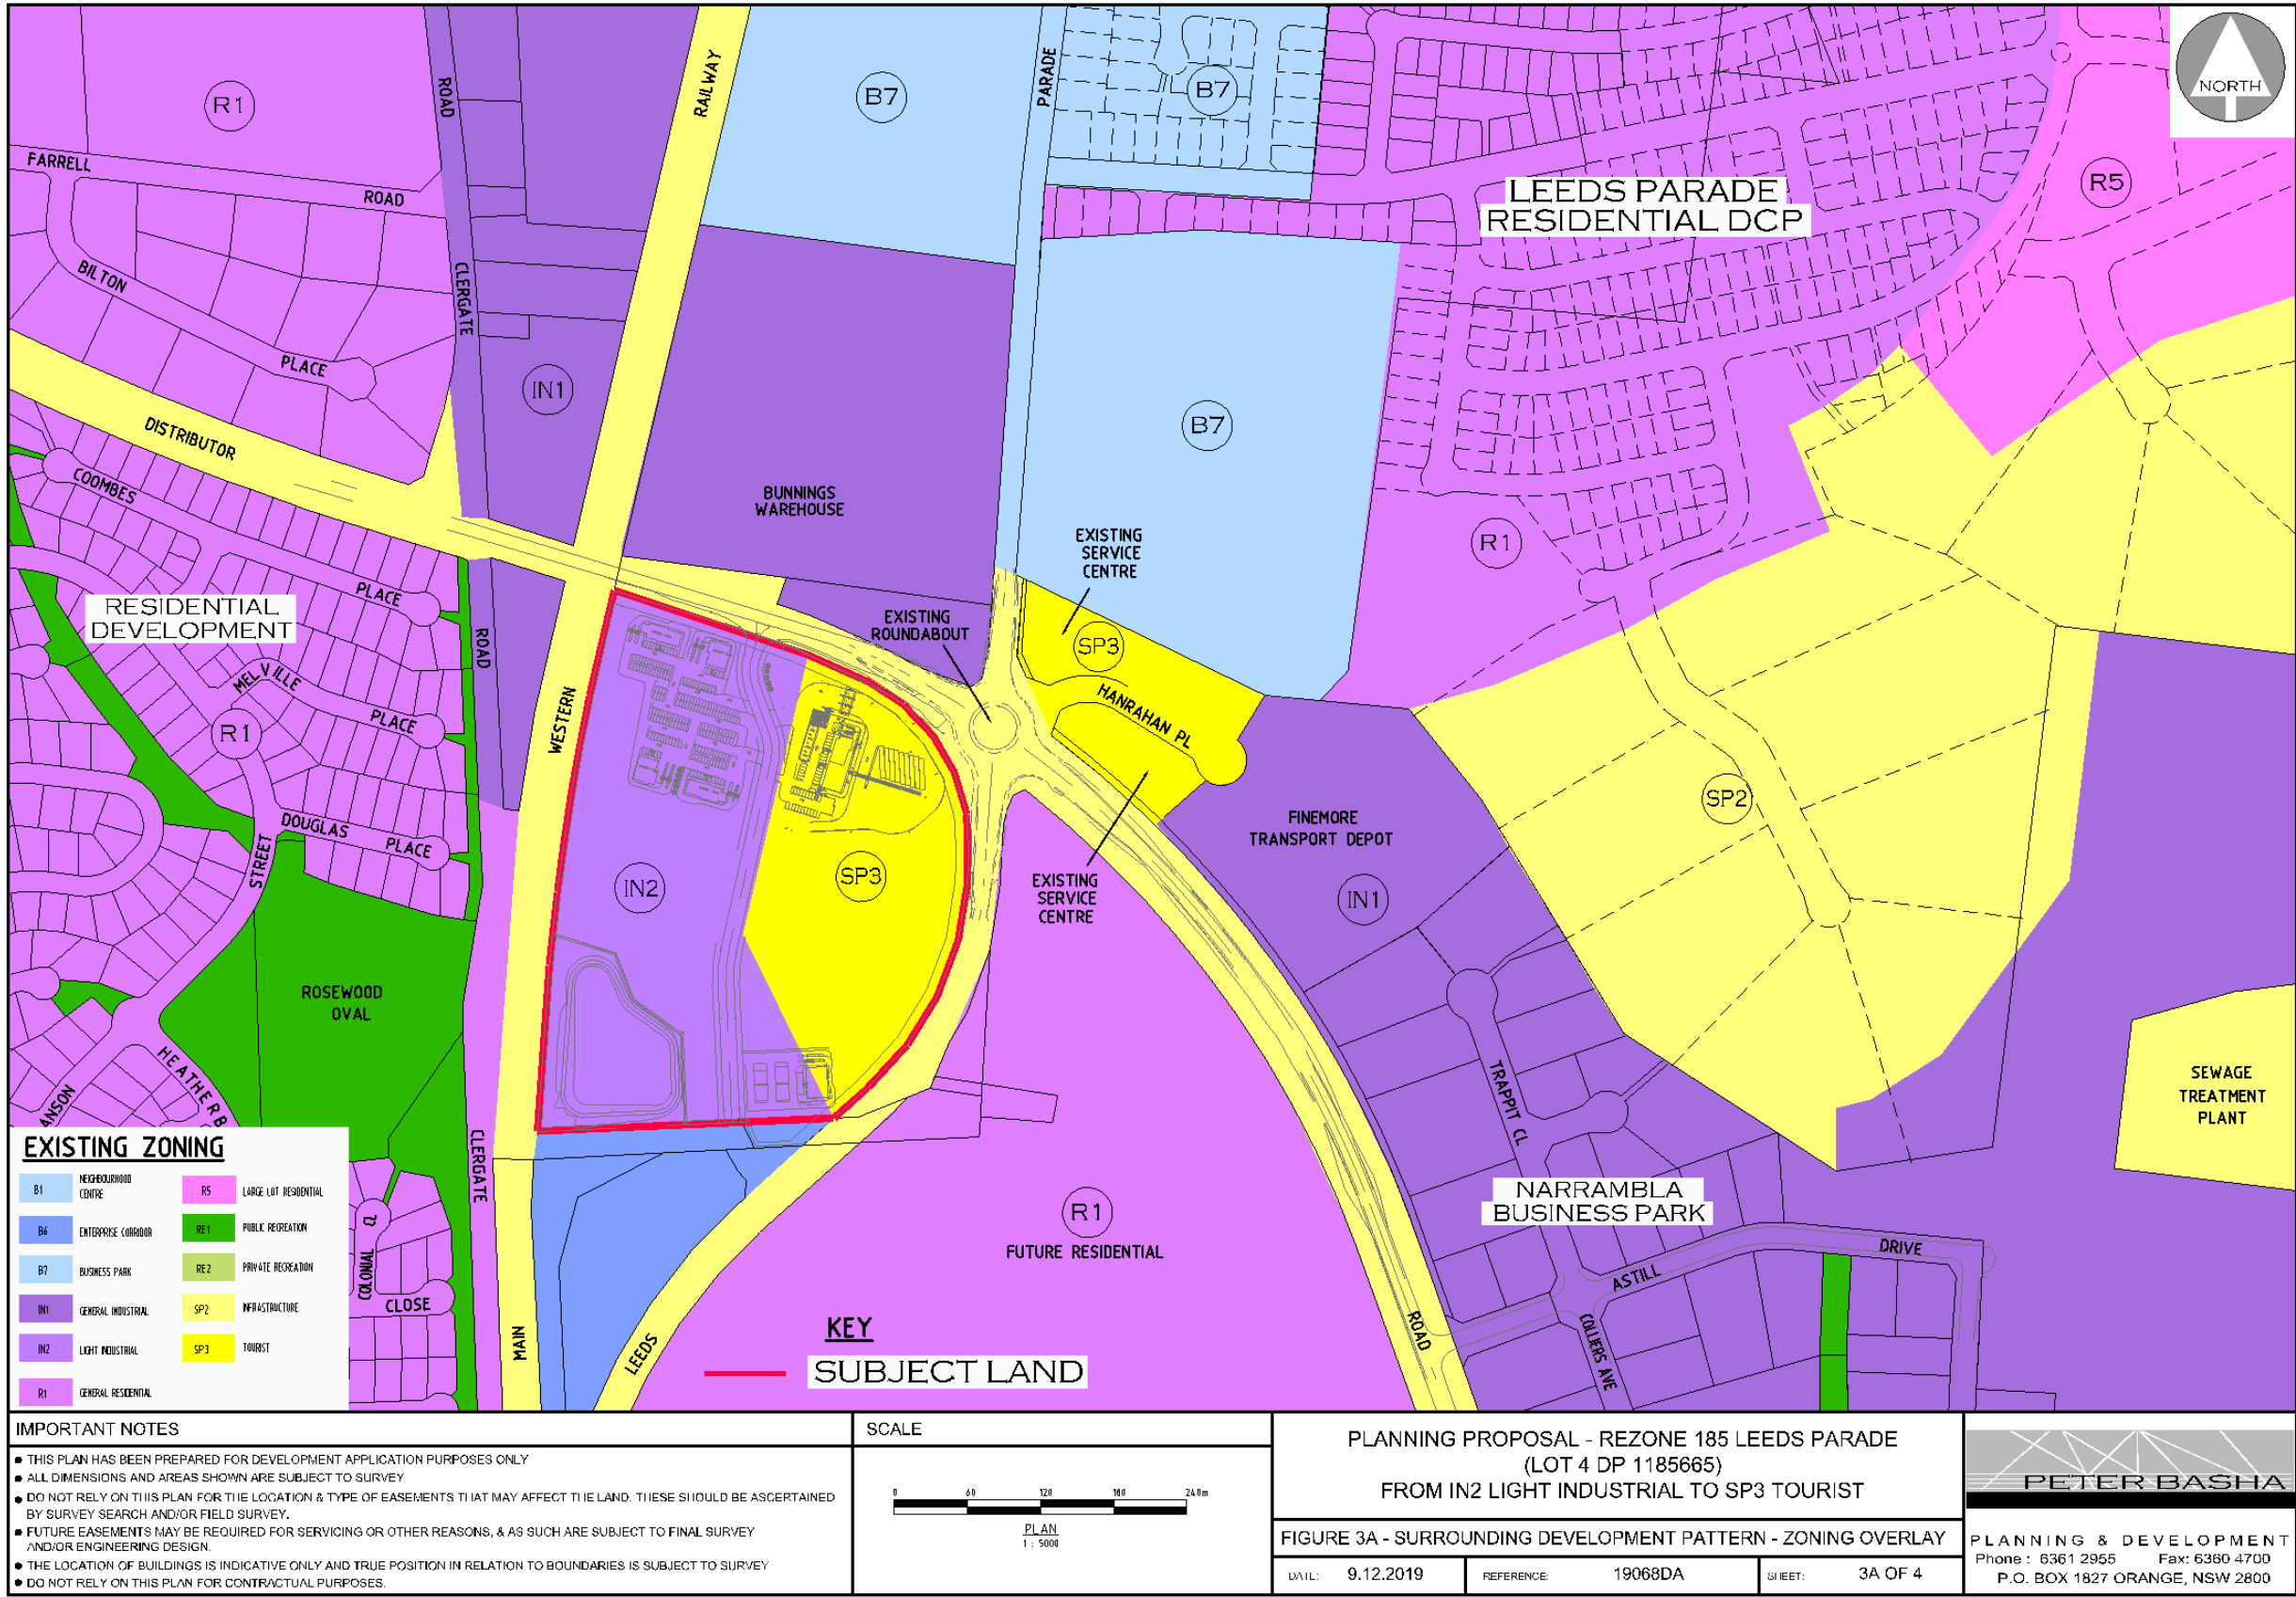 NORTH
R1
ROAD
RAILWAY
B7
PARADE
B7
FARRELL
ROAD
LEEDS PARADE
RESIDENTIAL DCP
R5
BILTON
CLERGATE
PLACE
IN1
B7
DISTRIBUTOR
COOMBES
BUNNINGS
WAREHOUSE
EXISTING
SERVICE
CENTRE
R1
PLACE
RESIDENTIAL
DEVELOPMENT
EXISTING
ROUNDABOUT
ROAD
SP3
MELVILLE
PLACE
R1
WESTERN
HANRAHAN PL
SP2
DOUGLAS
PLACE
STREET
FINEMORE
TRANSPORT DEPOT
IN2
SP3
EXISTING
SERVICE
CENTRE
IN1
ROSEWOOD
OVAL
HEATHERB
ANSON
TRAPPIT CL
SEWAGE
TREATMENT
PLANT
CLERGATE
NARRAMBLA
BUSINESS PARK
R1
FUTURE RESIDENTIAL
DRIVE
ASTILL
COLLIERS AVE
ROAD
COLONIAL
CL
CLOSE
MAIN
LEEDS
EXISTING ZONING
B1 NEIGHBOURHOOD
CENTRE
B6 ENTERPRISE CORRIDOR
B7 BUSINESS PARK
IN1 GENERAL INDUSTRIAL
IN2 LIGHT INDUSTRIAL
R1 GENERAL RESIDENTIAL
R5 LARGE LOT RESIDENTIAL
RE1 PUBLIC RECREATION
RE2 PRIVATE RECREATION
SP2 INFRASTRUCTURE
SP3 TOURIST
KEY
SUBJECT LAND
IMPORTANT NOTES
● THIS PLAN HAS BEEN PREPARED FOR DEVELOPMENT APPLICATION PURPOSES ONLY
● ALL DIMENSIONS AND AREAS SHOWN ARE SUBJECT TO SURVEY
● DO NOT RELY ON THIS PLAN FOR THE LOCATION & TYPE OF EASEMENTS THAT MAY AFFECT THE LAND. THESE SHOULD BE ASCERTAINED
BY SURVEY SEARCH AND/OR FIELD SURVEY.
● FUTURE EASEMENTS MAY BE REQUIRED FOR SERVICING OR OTHER REASONS, & AS SUCH ARE SUBJECT TO FINAL SURVEY
AND/OR ENGINEERING DESIGN.
● THE LOCATION OF BUILDINGS IS INDICATIVE ONLY AND TRUE POSITION IN RELATION TO BOUNDARIES IS SUBJECT TO SURVEY
● DO NOT RELY ON THIS PLAN FOR CONTRACTUAL PURPOSES.
SCALE
0 60 120 180 240m
PLAN
1 : 5000
PLANNING PROPOSAL - REZONE 185 LEEDS PARADE
(LOT 4 DP 1185665)
FROM IN2 LIGHT INDUSTRIAL TO SP3 TOURIST
FIGURE 3A - SURROUNDING DEVELOPMENT PATTERN - ZONING OVERLAY
DATE: 9.12.2019
REFERENCE: 19068DA
SHEET: 3A OF 4
PETER BASHA
PLANNING & DEVELOPMENT
Phone : 6361 2955 Fax: 6360 4700
P.O. BOX 1827 ORANGE, NSW 2800